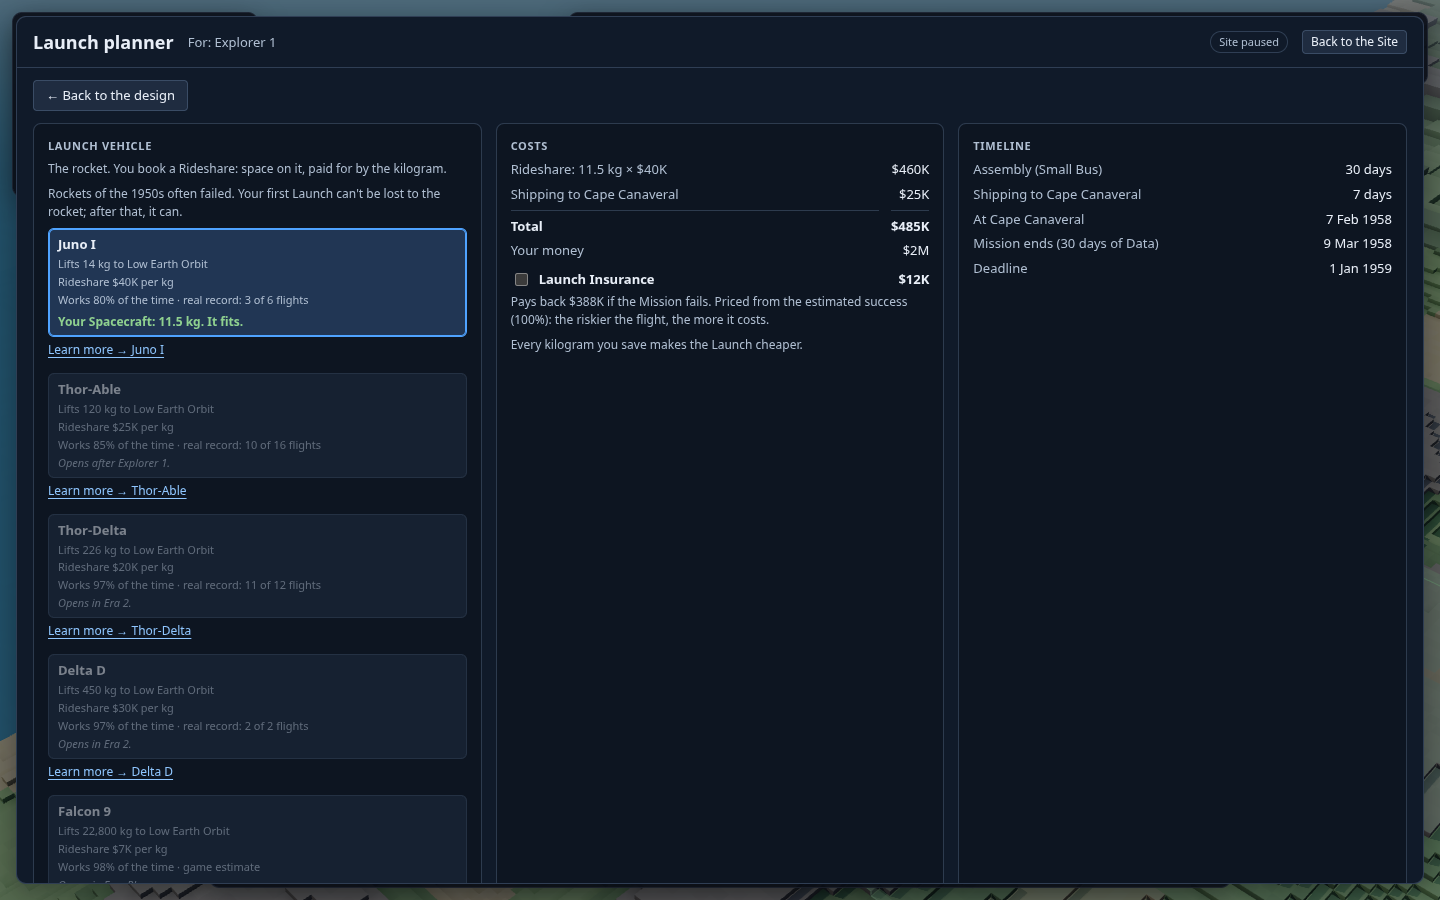 Launch planner
For: Explorer 1
Site paused
Back to the Site
← Back to the design
LAUNCH VEHICLE
The rocket. You book a Rideshare: space on it, paid for by the kilogram.
Rockets of the 1950s often failed. Your first Launch can't be lost to the
rocket; after that, it can.
Juno I
Lifts 14 kg to Low Earth Orbit
Rideshare $40K per kg
Works 80% of the time · real record: 3 of 6 flights
Your Spacecraft: 11.5 kg. It fits.
Learn more → Juno I
Thor-Able
Lifts 120 kg to Low Earth Orbit
Rideshare $25K per kg
Works 85% of the time · real record: 10 of 16 flights
Opens after Explorer 1.
Learn more → Thor-Able
Thor-Delta
Lifts 226 kg to Low Earth Orbit
Rideshare $20K per kg
Works 97% of the time · real record: 11 of 12 flights
Opens in Era 2.
Learn more → Thor-Delta
Delta D
Lifts 450 kg to Low Earth Orbit
Rideshare $30K per kg
Works 97% of the time · real record: 2 of 2 flights
Opens in Era 2.
Learn more → Delta D
Falcon 9
Lifts 22,800 kg to Low Earth Orbit
Rideshare $7K per kg
Works 98% of the time · game estimate
COSTS
Rideshare: 11.5 kg × $40K $460K
Shipping to Cape Canaveral $25K
Total $485K
Your money $2M
Launch Insurance $12K
Pays back $388K if the Mission fails. Priced from the estimated success
(100%): the riskier the flight, the more it costs.
Every kilogram you save makes the Launch cheaper.
TIMELINE
Assembly (Small Bus) 30 days
Shipping to Cape Canaveral 7 days
At Cape Canaveral 7 Feb 1958
Mission ends (30 days of Data) 9 Mar 1958
Deadline 1 Jan 1959